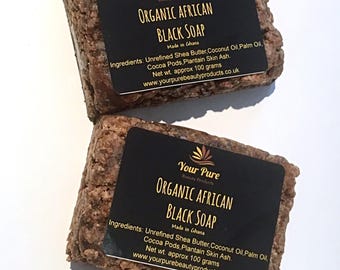 Organic african
Black Soap
Made in Ghana
Ingredients: Unrefined Shea Butter,Coconut Oil,Palm Oil,
Cocoa Pods,Plantain Skin Ash.
Net wt. approx 100 grams
www.yourpurebeautyproducts.co.uk
Your Pure
Beauty Products
Organic african
Black Soap
Made in Ghana
Ingredients: Unrefined Shea Butter,Coconut Oil,Palm Oil,
Cocoa Pods,Plantain Skin Ash.
Net wt. approx 100 grams
www.yourpurebeautyproducts.co.uk